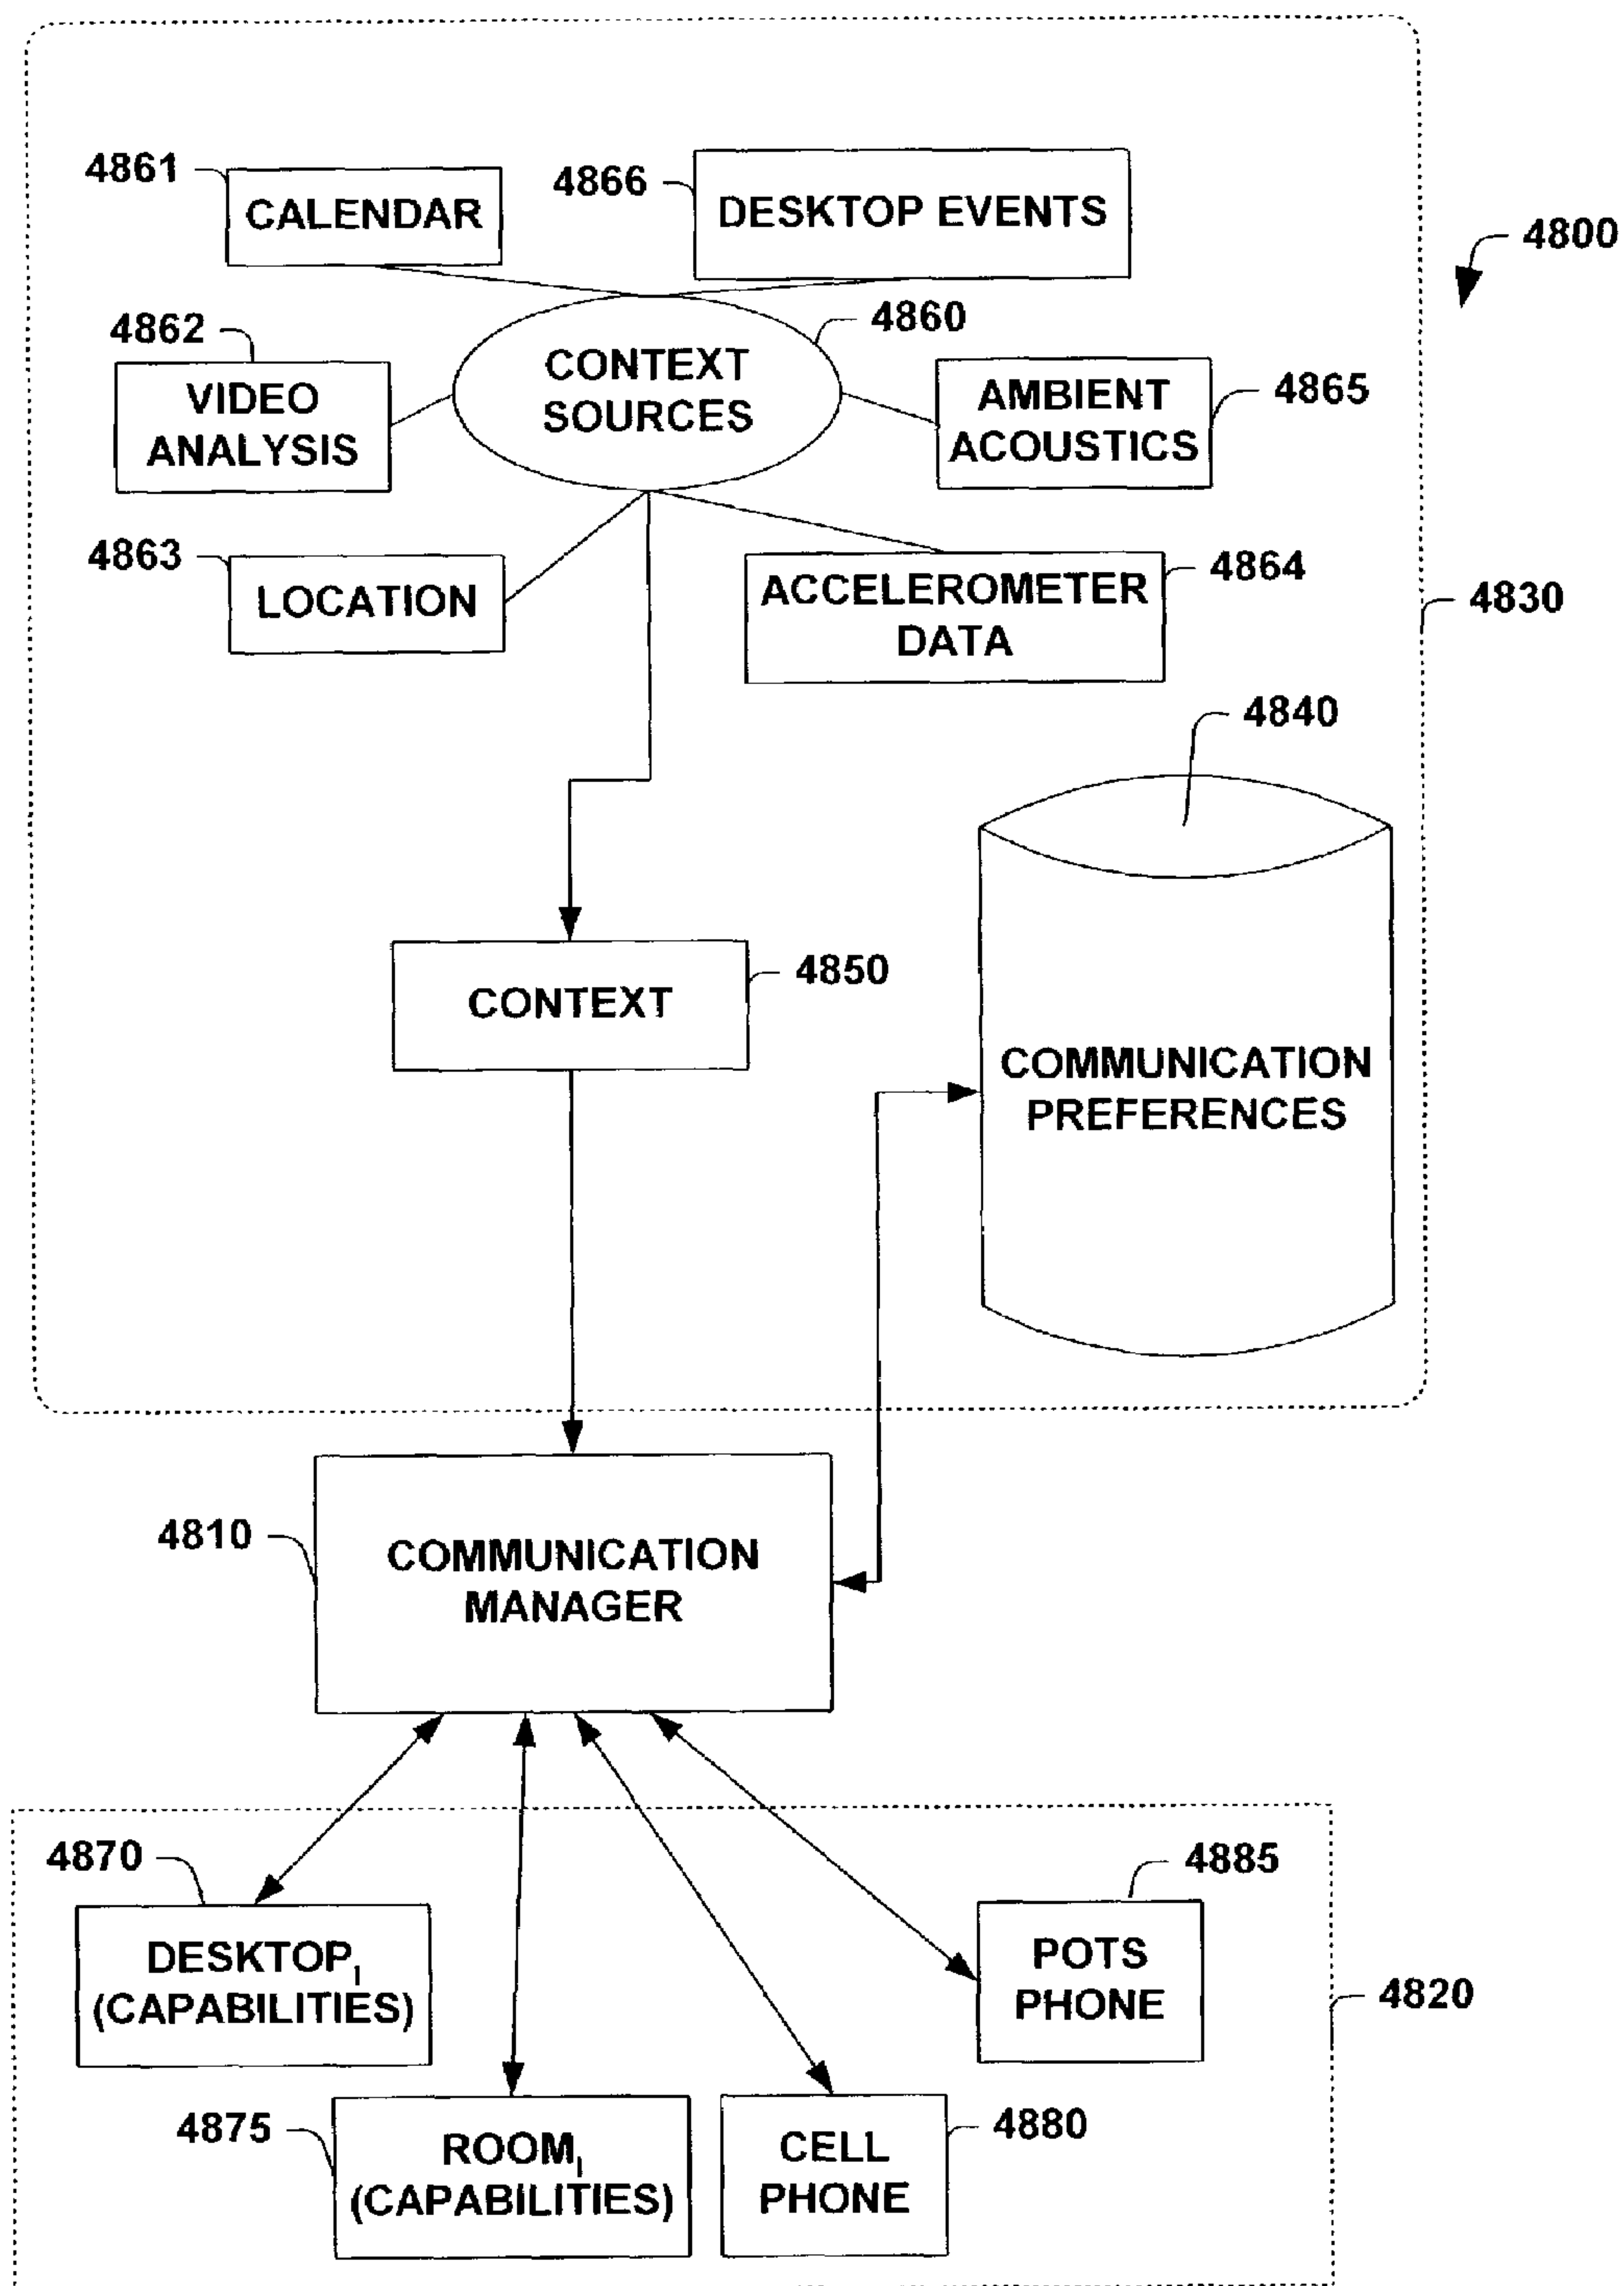 4861
CALENDAR
4866
DESKTOP EVENTS
4800
4862
VIDEO
ANALYSIS
CONTEXT
SOURCES
4860
AMBIENT
ACOUSTICS
4865
4863
LOCATION
ACCELEROMETER
DATA
4864
4830
4840
CONTEXT
4850
COMMUNICATION
PREFERENCES
4810
COMMUNICATION
MANAGER
4870
DESKTOP
(CAPABILITIES)
4885
POTS
PHONE
4820
4875
ROOM
(CAPABILITIES)
CELL
PHONE
4880